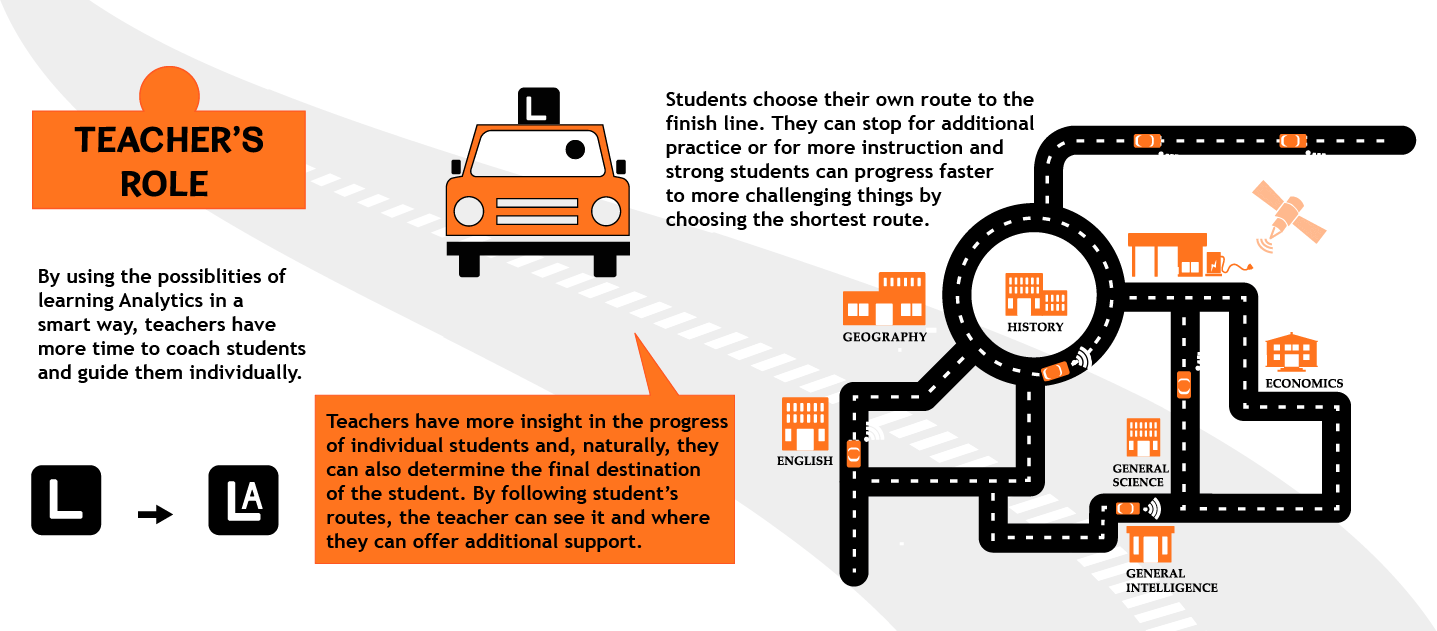 TEACHER'S
ROLE
By using the possiblities of
learning Analytics in a
smart way, teachers have
more time to coach students
and guide them individually.
L
LA
L
Teachers have more insight in the progress
of individual students and, naturally, they
can also determine the final destination
of the student. By following student's
routes, the teacher can see it and where
they can offer additional support.
Students choose their own route to the
finish line. They can stop for additional
practice or for more instruction and
strong students can progress faster
to more challenging things by
choosing the shortest route.
GEOGRAPHY
HISTORY
ECONOMICS
ENGLISH
GENERAL
SCIENCE
GENERAL
INTELLIGENCE